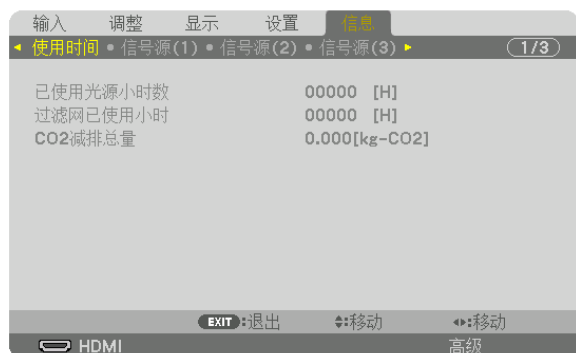 输入 调整 显示 设置 信息
◂ 使用时间 • 信号源(1) • 信号源(2) • 信号源(3) ▸ 1/3
已使用光源小时数 00000 [H]
过滤网已使用小时 00000 [H]
CO2减排总量 0.000[kg-CO2]
EXIT:退出 ◆:移动 ◂▸:移动
HDMI 高级